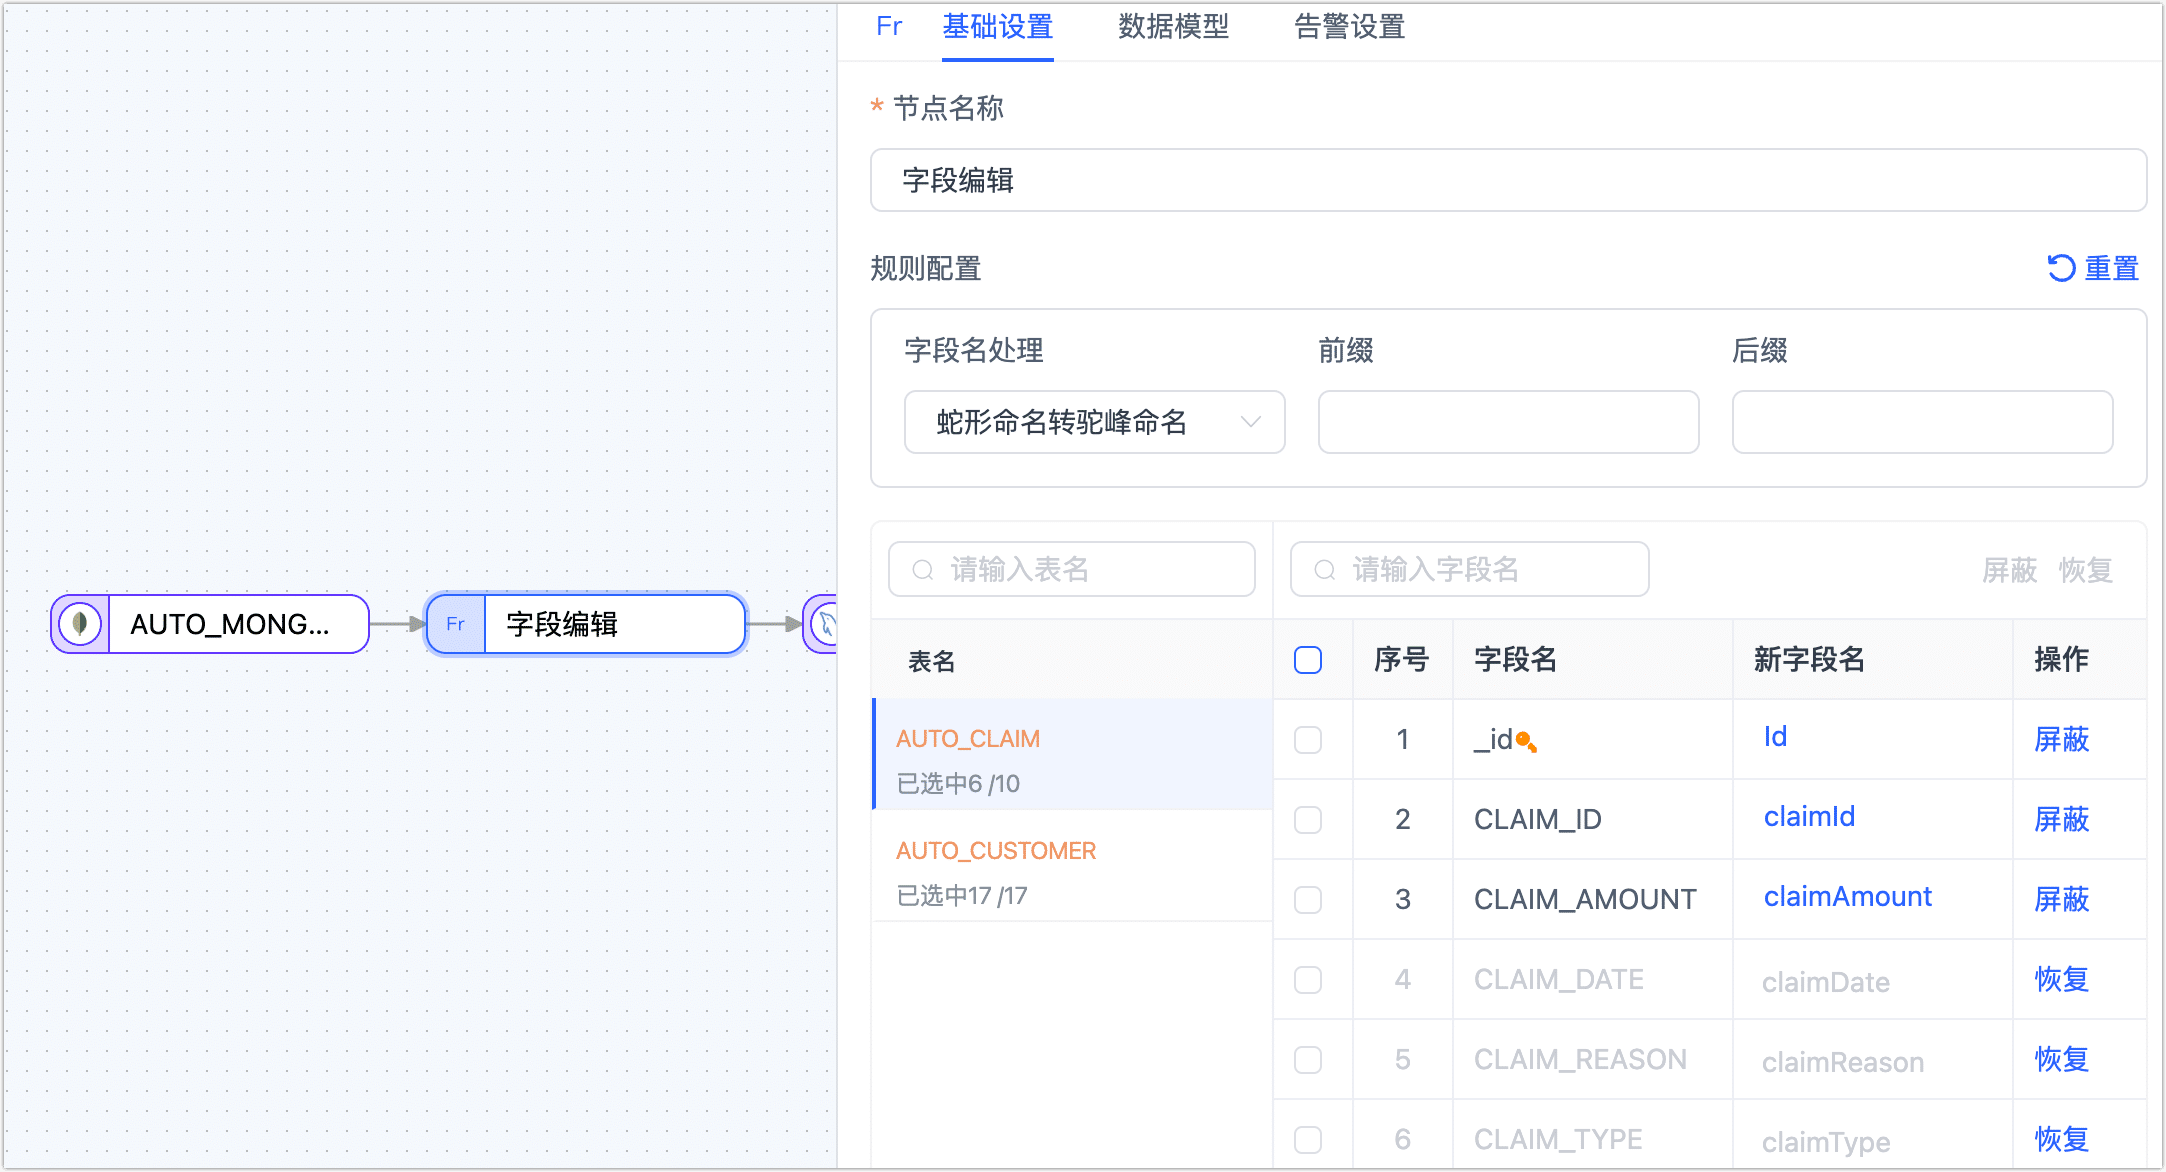 Fr 基础设置 数据模型 告警设置
* 节点名称
字段编辑
规则配置 重置
字段名处理 前缀 后缀
蛇形命名转驼峰命名
请输入表名 请输入字段名 屏蔽 恢复
AUTO_MONG... Fr 字段编辑
表名 序号 字段名 新字段名 操作
AUTO_CLAIM
已选中6 /10
AUTO_CUSTOMER
已选中17 /17
1 _id Id 屏蔽
2 CLAIM_ID claimId 屏蔽
3 CLAIM_AMOUNT claimAmount 屏蔽
4 CLAIM_DATE claimDate 恢复
5 CLAIM_REASON claimReason 恢复
6 CLAIM_TYPE claimType 恢复